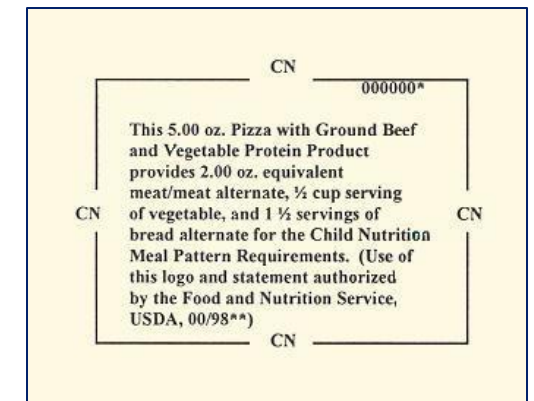 CN
000000*
This 5.00 oz. Pizza with Ground Beef
and Vegetable Protein Product
provides 2.00 oz. equivalent
meat/meat alternate, ½ cup serving
CN of vegetable, and 1 ½ servings of CN
bread alternate for the Child Nutrition
Meal Pattern Requirements. (Use of
this logo and statement authorized
by the Food and Nutrition Service,
USDA, 00/98**)
CN